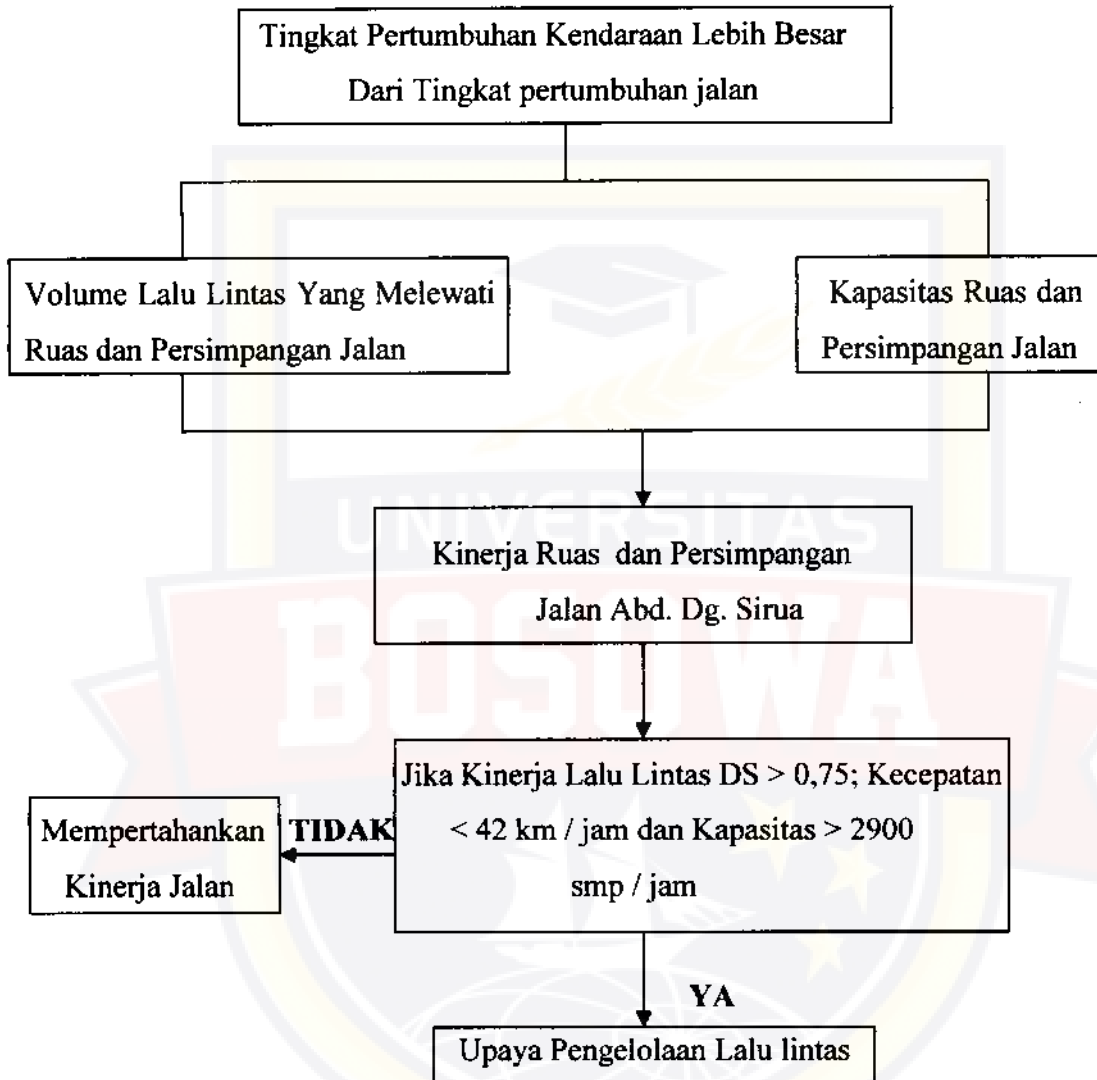 Tingkat Pertumbuhan Kendaraan Lebih Besar
Dari Tingkat pertumbuhan jalan
Volume Lalu Lintas Yang Melewati
Ruas dan Persimpangan Jalan
Kapasitas Ruas dan
Persimpangan Jalan
UNIVERSITAS
BOSOWA
Kinerja Ruas dan Persimpangan
Jalan Abd. Dg. Sirua
Jika Kinerja Lalu Lintas DS > 0,75; Kecepatan
< 42 km / jam dan Kapasitas > 2900
smp / jam
TIDAK
Mempertahankan
Kinerja Jalan
YA
Upaya Pengelolaan Lalu lintas